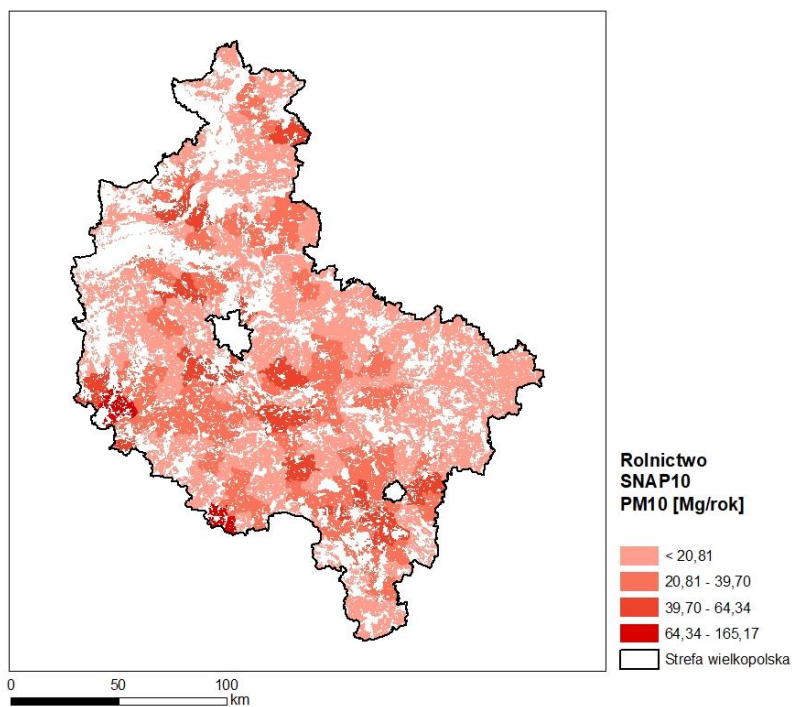 Rolnictwo
SNAP10
PM10 [Mg/rok]
< 20,81
20,81 - 39,70
39,70 - 64,34
64,34 - 165,17
Strefa wielkopolska
0 50 100
km